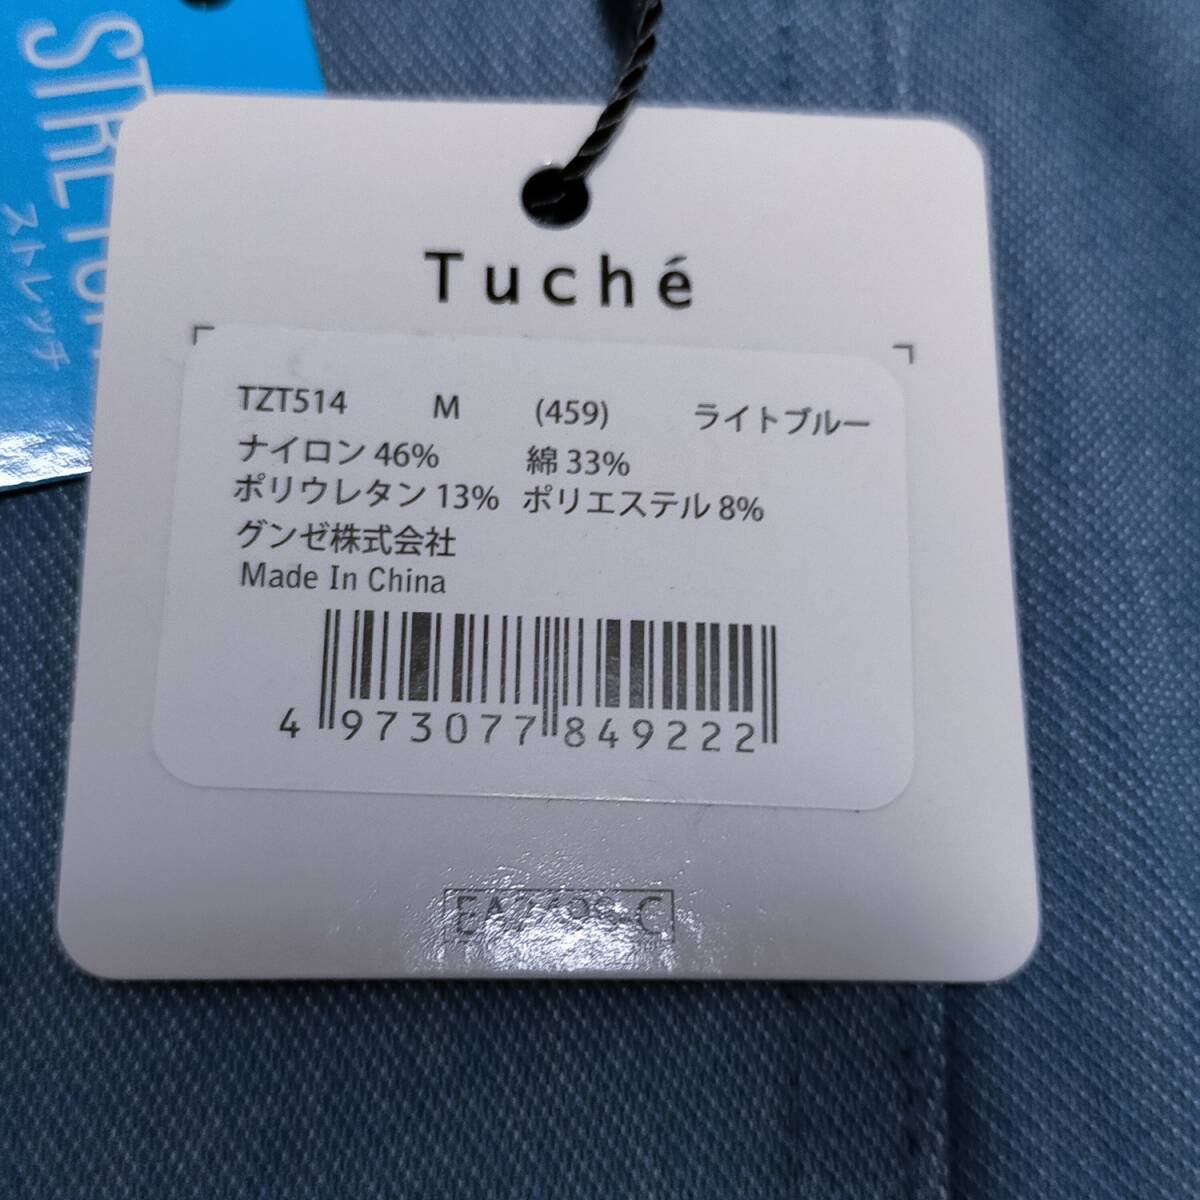 ストレッチ
Tuché
TZT514 M (459) ライトブルー
ナイロン 46% 綿 33%
ポリウレタン 13% ポリエステル 8%
グンゼ株式会社
Made In China
4 973077 849222